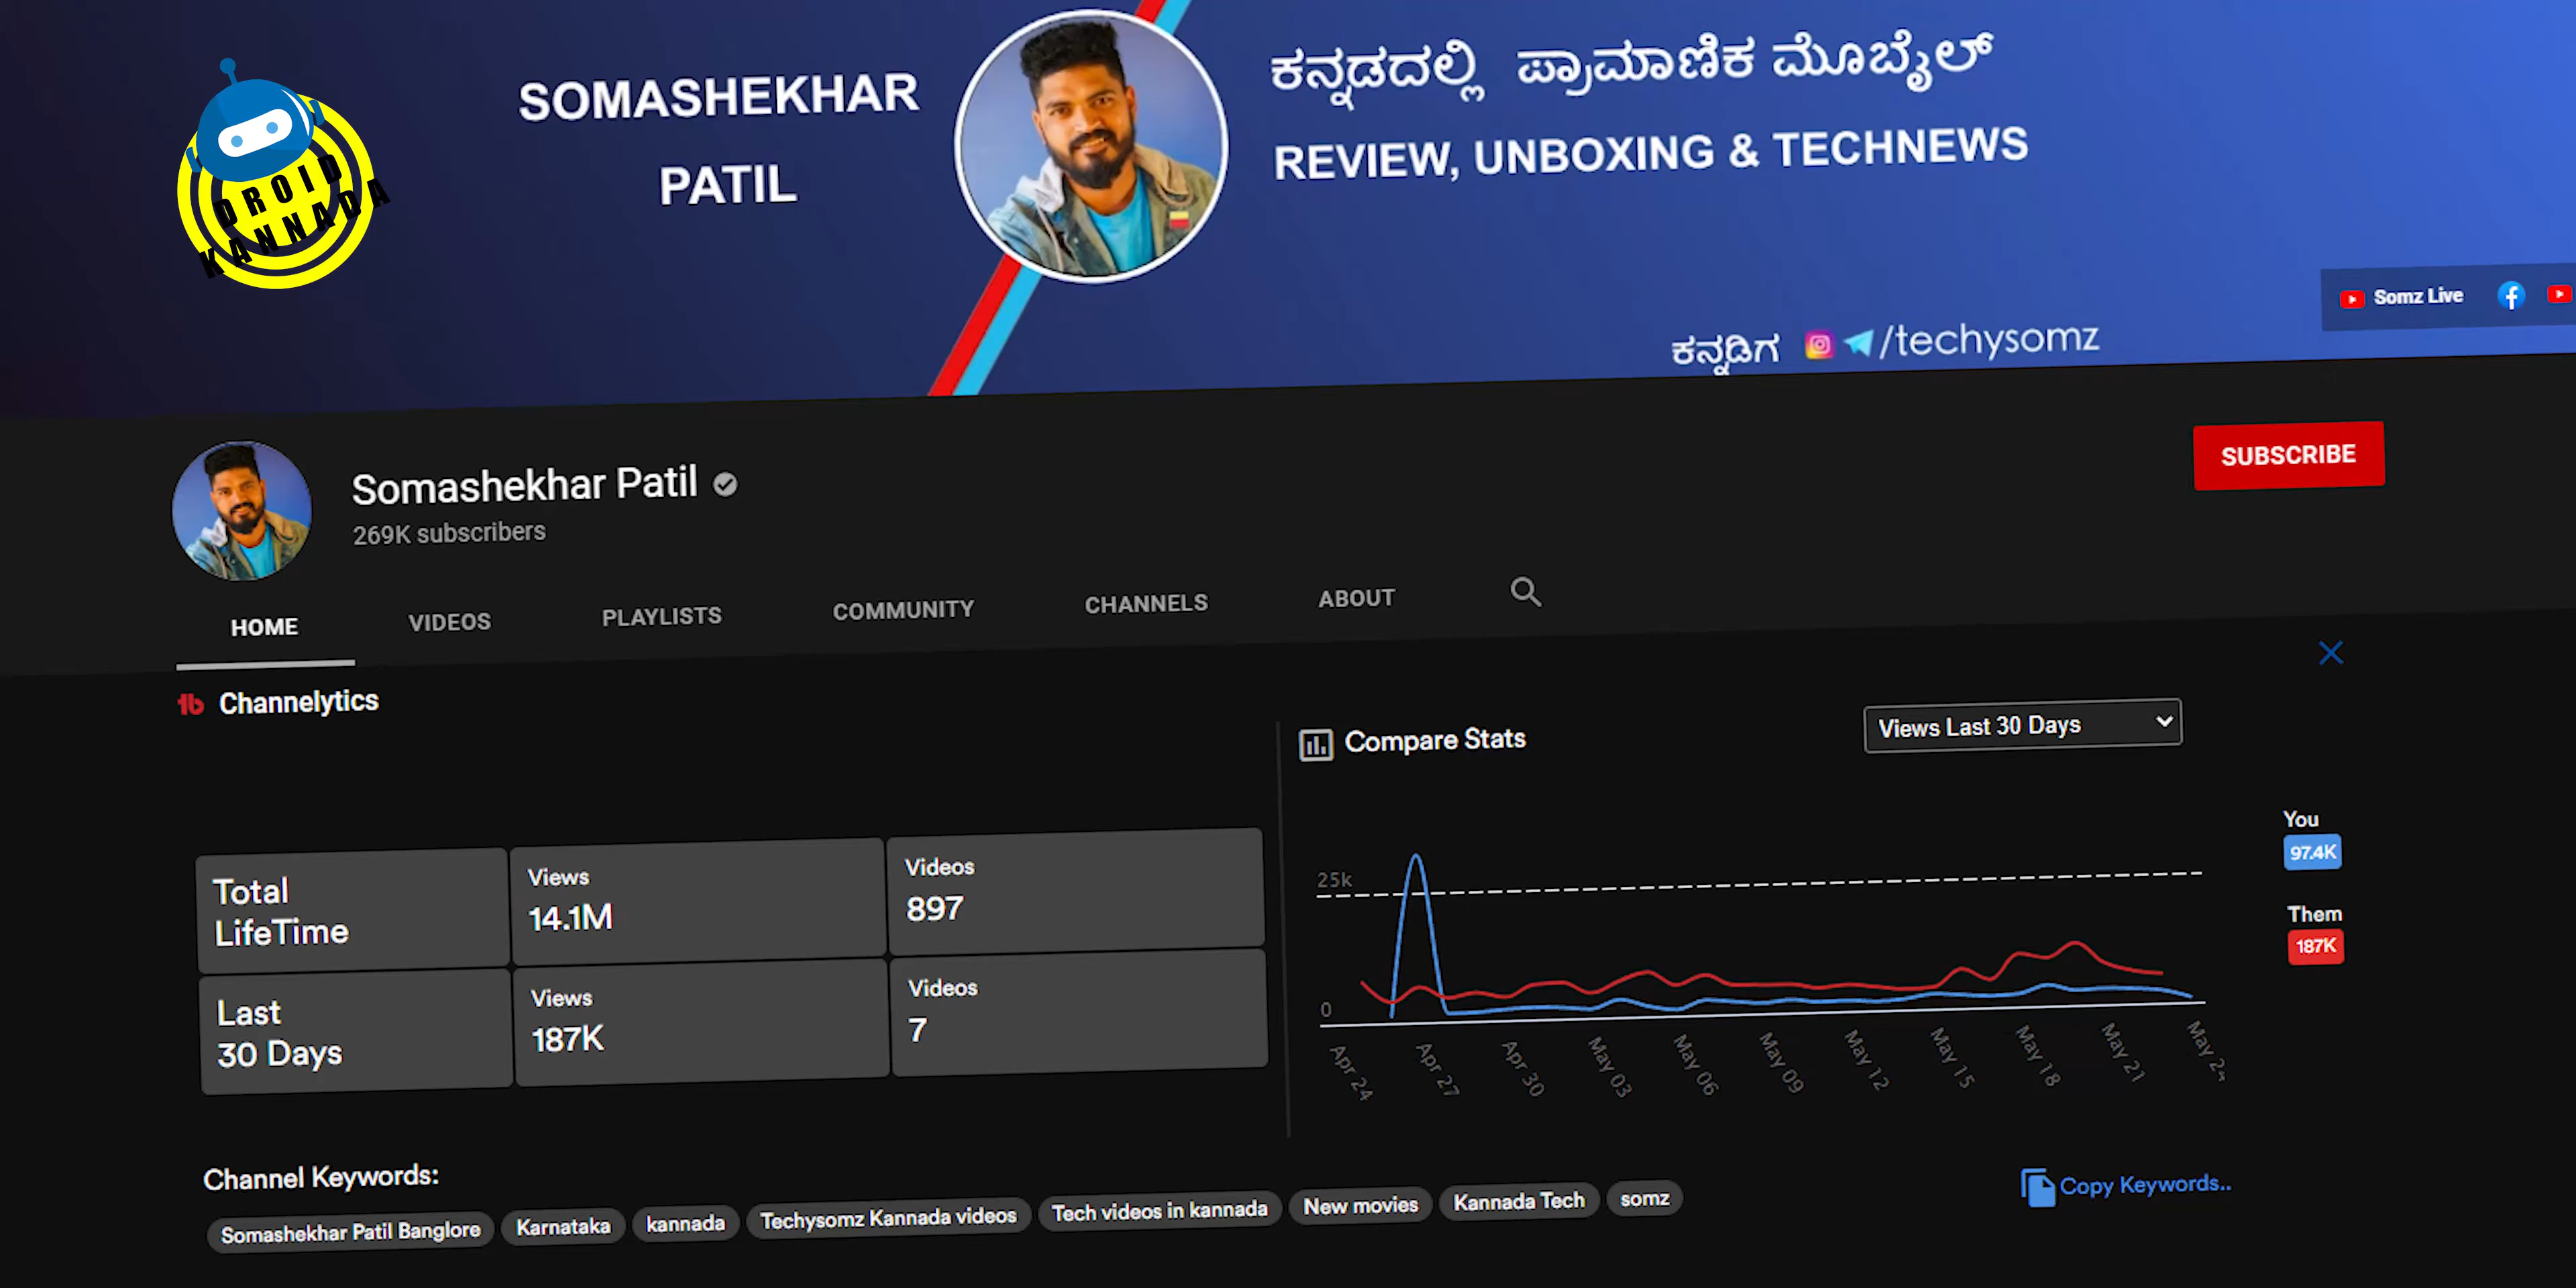 DROID
KANNADA
SOMASHEKHAR
PATIL
ಕನ್ನಡದಲ್ಲಿ ಪ್ರಾಮಾಣಿಕ ಮೊಬೈಲ್
REVIEW, UNBOXING & TECHNEWS
ಕನ್ನಡಿಗ /techysomz
Somz Live
Somashekhar Patil
269K subscribers
SUBSCRIBE
HOME VIDEOS PLAYLISTS COMMUNITY CHANNELS ABOUT
Channelytics
Total
LifeTime
Views
14.1M
Videos
897
Last
30 Days
Views
187K
Videos
7
Compare Stats
Views Last 30 Days
25k
0
Apr 24 Apr 27 Apr 30 May 03 May 06 May 09 May 12 May 15 May 18 May 21 May 24
You
97.4K
Them
187K
Channel Keywords:
Somashekhar Patil Banglore Karnataka kannada Techysomz Kannada videos Tech videos in kannada New movies Kannada Tech somz
Copy Keywords..